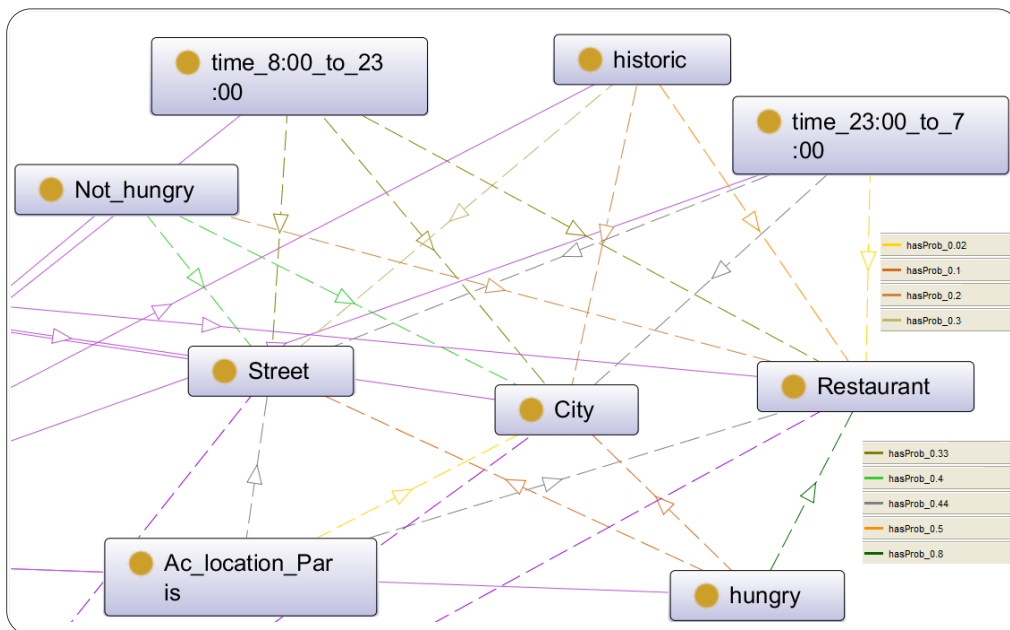 time_8:00_to_23
:00
historic
time_23:00_to_7
:00
Not_hungry
hasProb_0.02
hasProb_0.1
hasProb_0.2
hasProb_0.3
Street
City
Restaurant
hasProb_0.33
hasProb_0.4
hasProb_0.44
hasProb_0.5
hasProb_0.8
Ac_location_Par
is
hungry